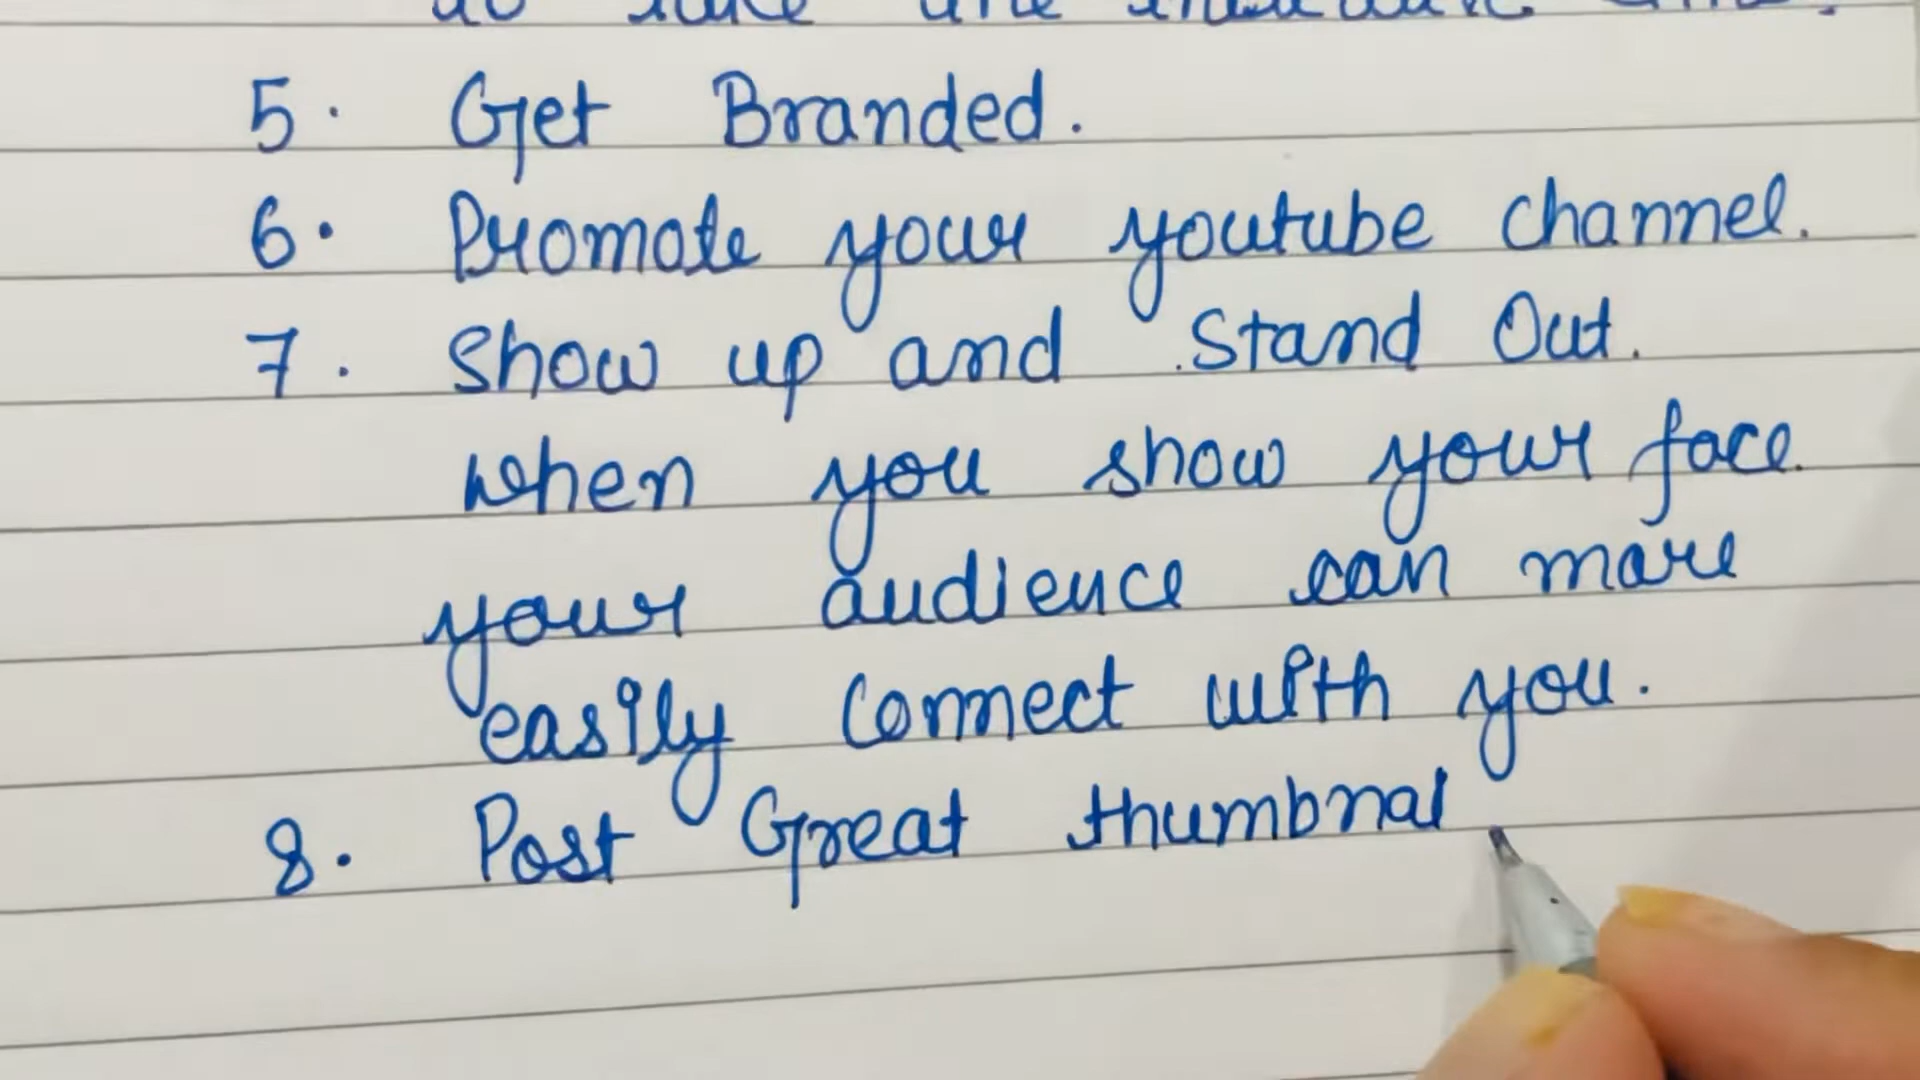 5. Get Branded.
6. Promote your youtube channel.
7. Show up and Stand Out.
when you show your face
your audience can more
easily connect with you.
8. Post Great thumbnai